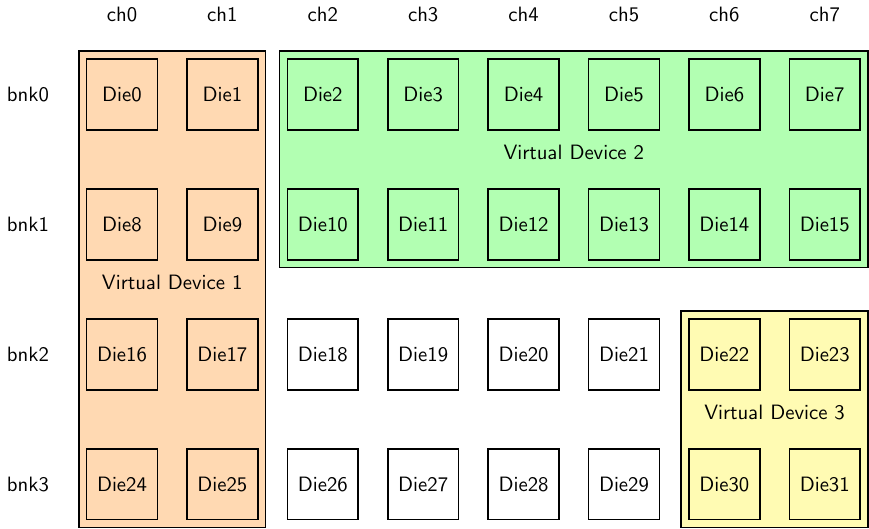 ch0 ch1 ch2 ch3 ch4 ch5 ch6 ch7
bnk0 Die0 Die1 Die2 Die3 Die4 Die5 Die6 Die7
Virtual Device 2
bnk1 Die8 Die9 Die10 Die11 Die12 Die13 Die14 Die15
Virtual Device 1
bnk2 Die16 Die17 Die18 Die19 Die20 Die21 Die22 Die23
Virtual Device 3
bnk3 Die24 Die25 Die26 Die27 Die28 Die29 Die30 Die31